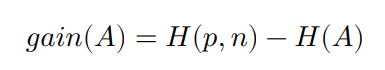 gain(A) = H(p, n) − H(A)